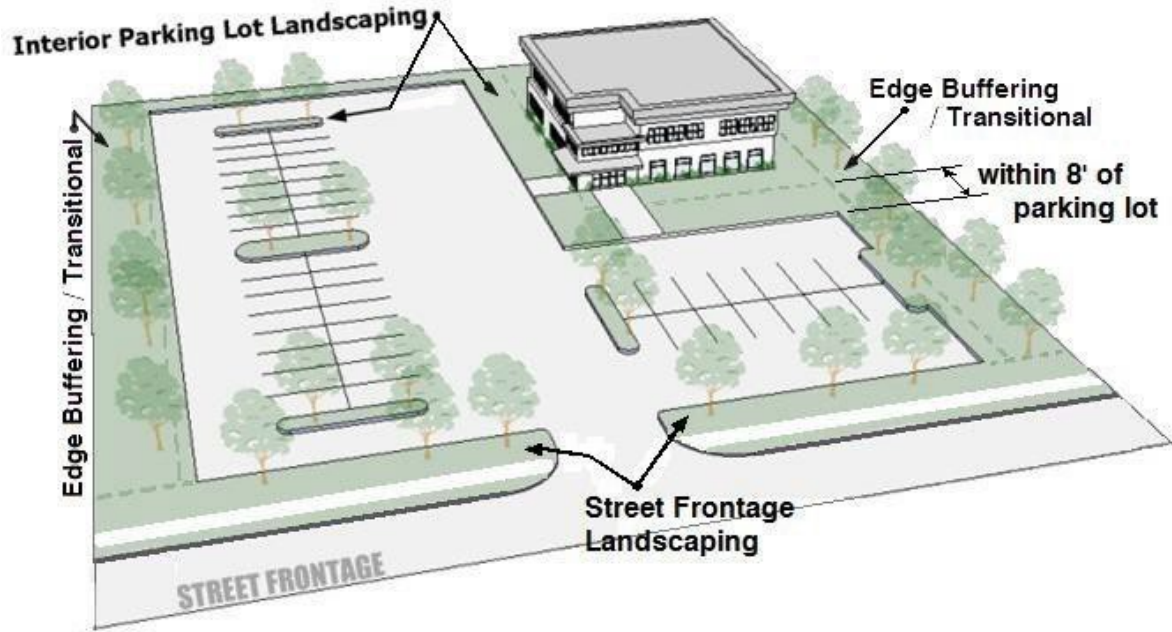 Interior Parking Lot Landscaping
Edge Buffering
/ Transitional
within 8' of
parking lot
Edge Buffering / Transitional
Street Frontage
Landscaping
STREET FRONTAGE